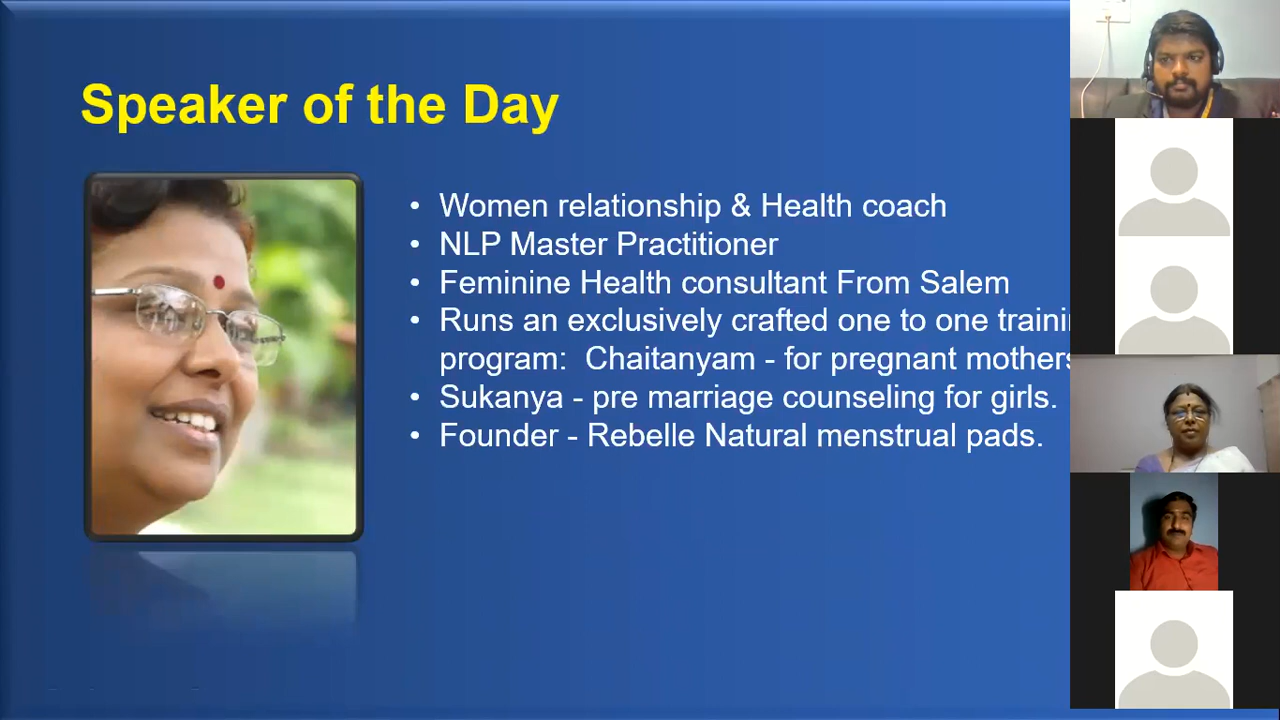 Speaker of the Day
• Women relationship & Health coach
• NLP Master Practitioner
• Feminine Health consultant From Salem
• Runs an exclusively crafted one to one traini
program:  Chaitanyam - for pregnant mothers
• Sukanya - pre marriage counseling for girls.
• Founder - Rebelle Natural menstrual pads.